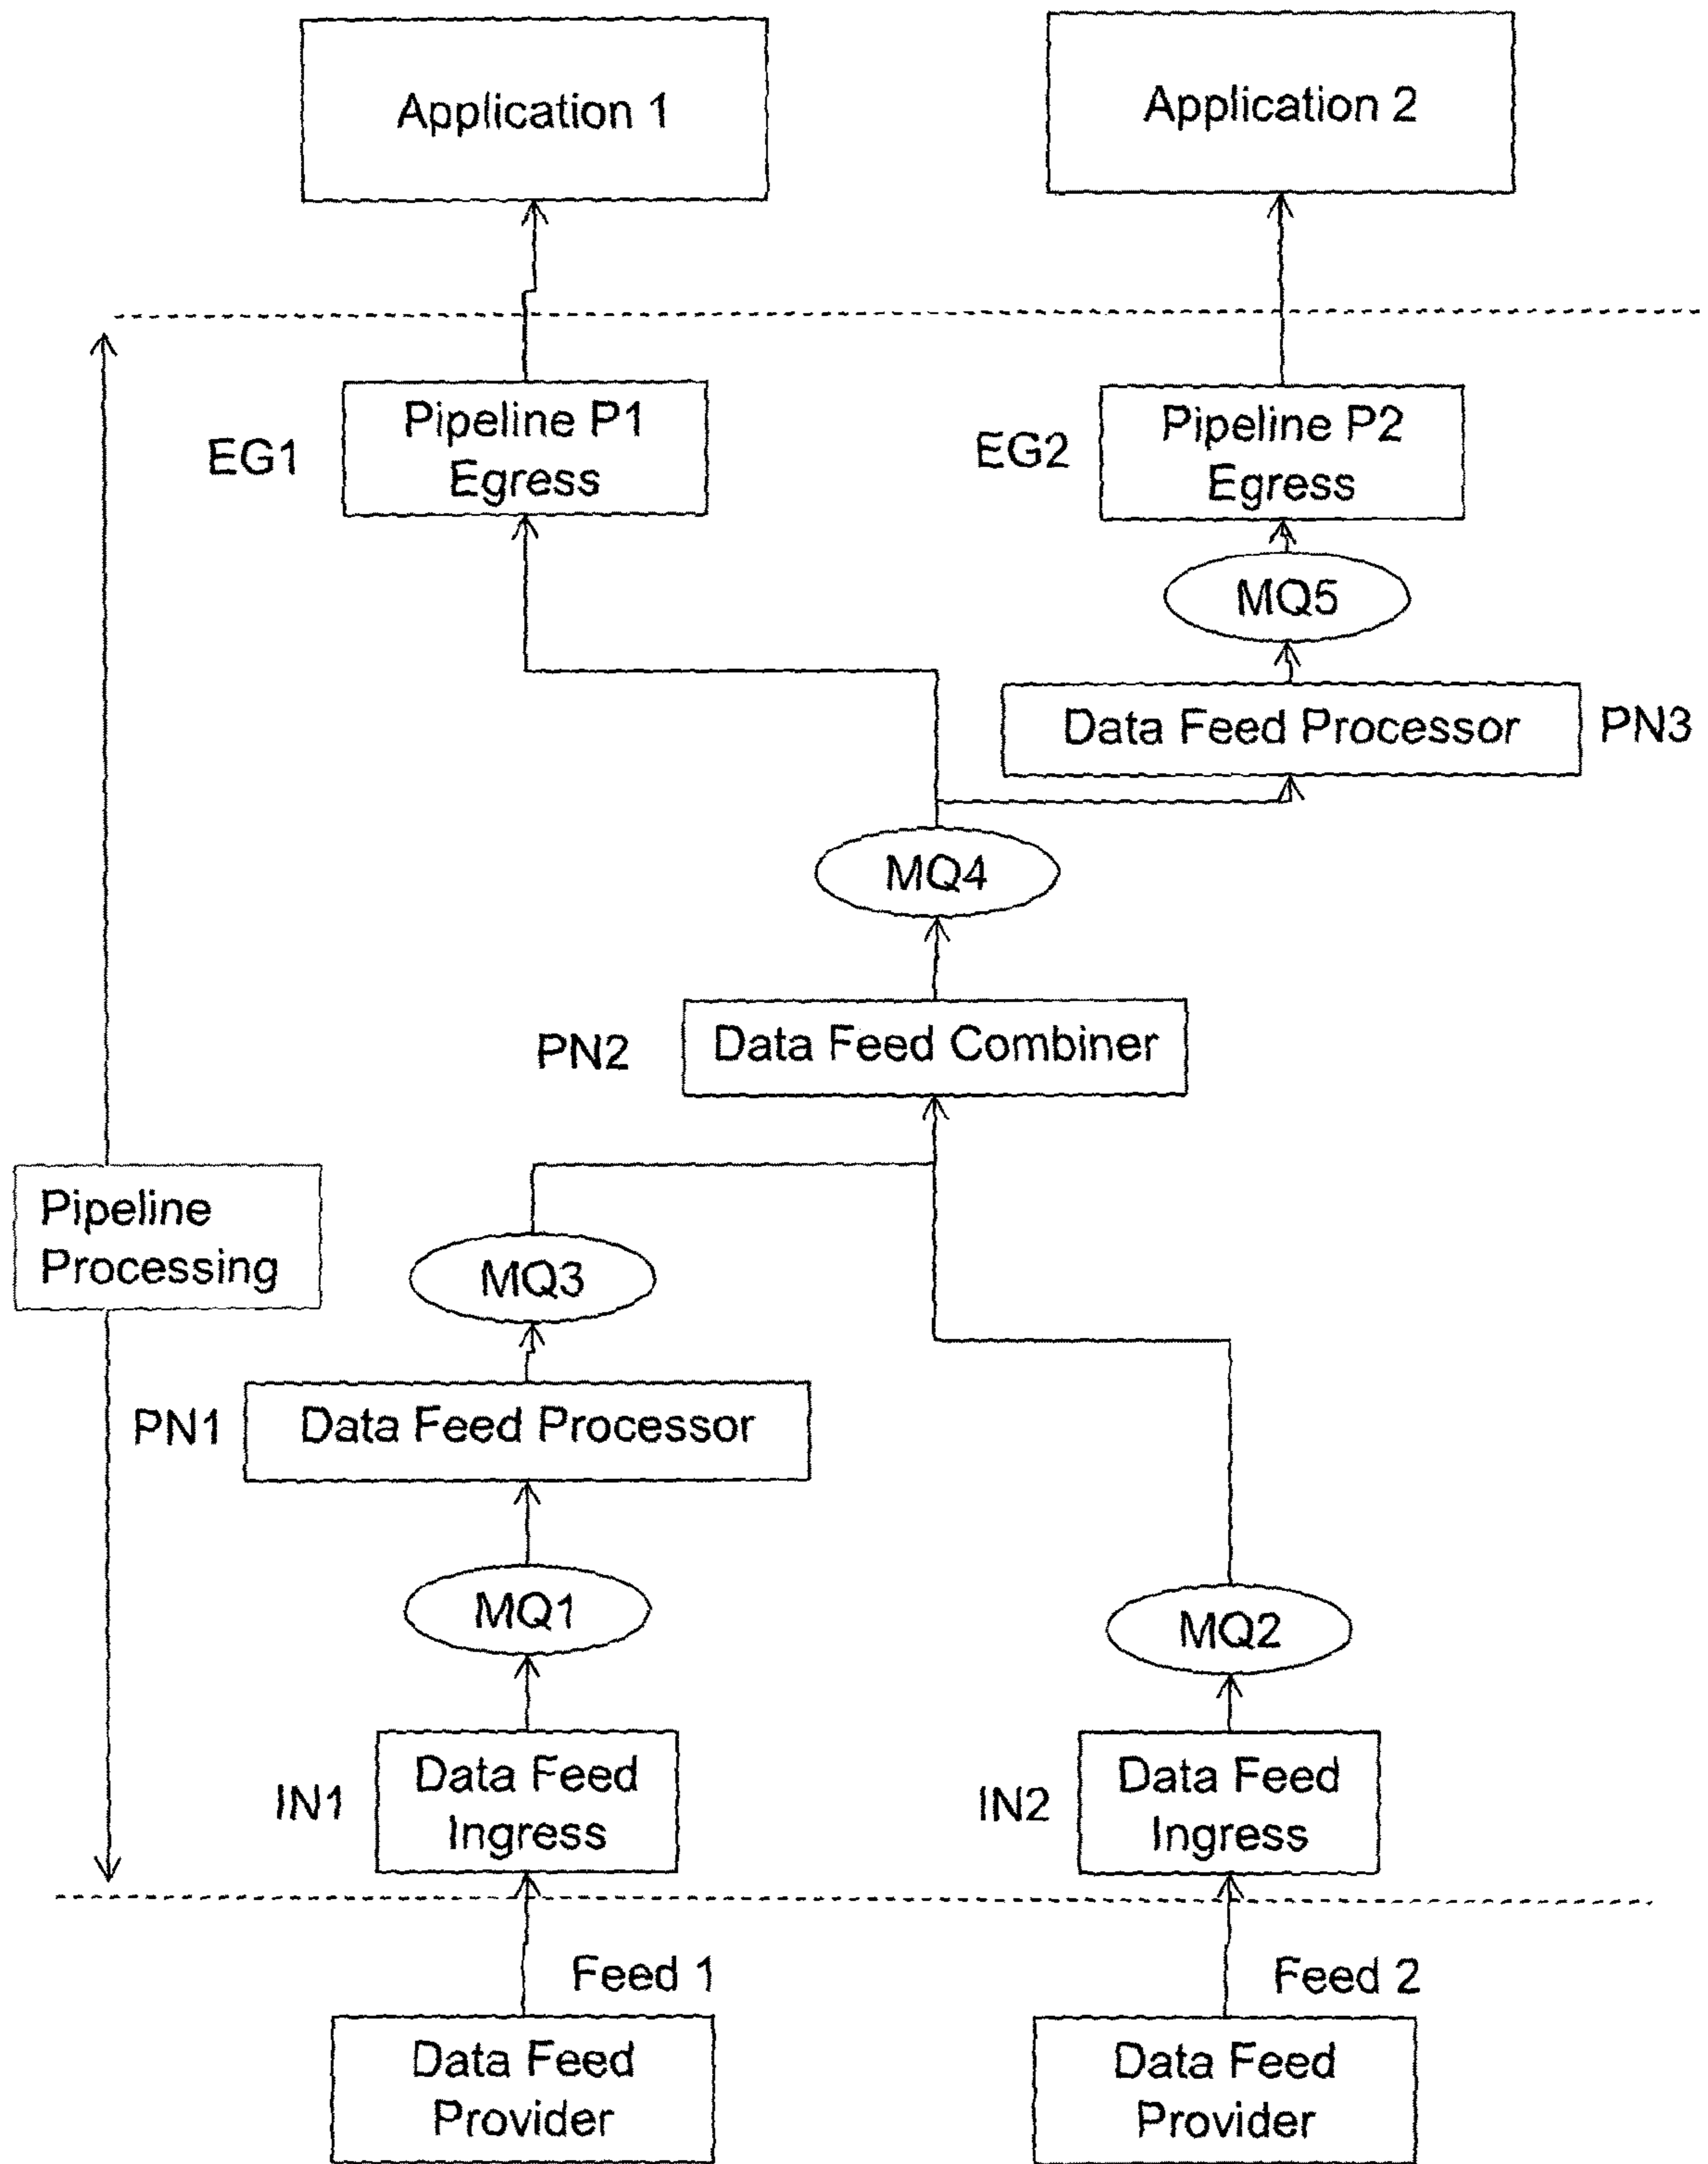 Application 1
Application 2
Pipeline P1
Egress
EG1
Pipeline P2
Egress
EG2
MQ5
Data Feed Processor
PN3
MQ4
PN2
Data Feed Combiner
Pipeline
Processing
MQ3
PN1
Data Feed Processor
MQ1
MQ2
IN1
Data Feed
Ingress
IN2
Data Feed
Ingress
Feed 1
Feed 2
Data Feed
Provider
Data Feed
Provider